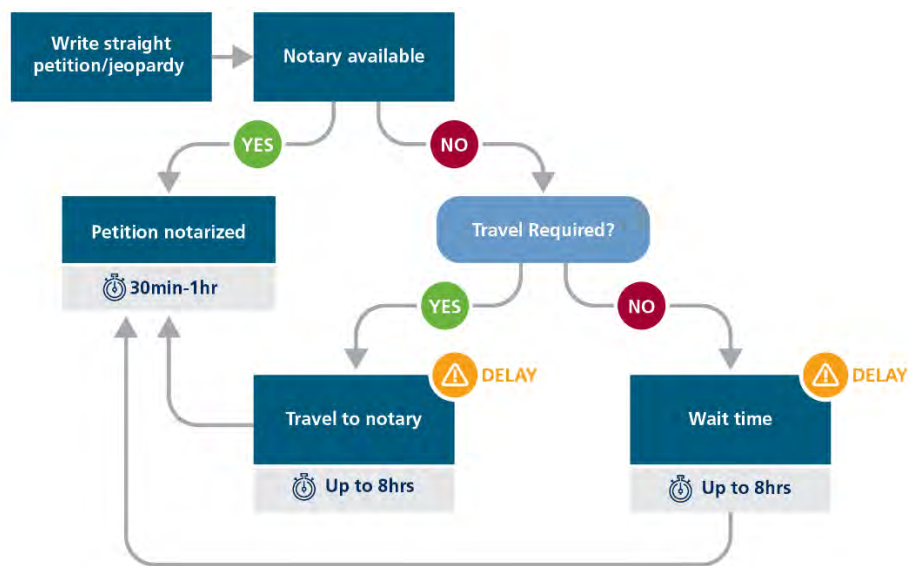 Write straight
petition/jeopardy
Notary available
YES
NO
Petition notarized
30min-1hr
Travel Required?
YES
NO
DELAY
Travel to notary
Up to 8hrs
DELAY
Wait time
Up to 8hrs